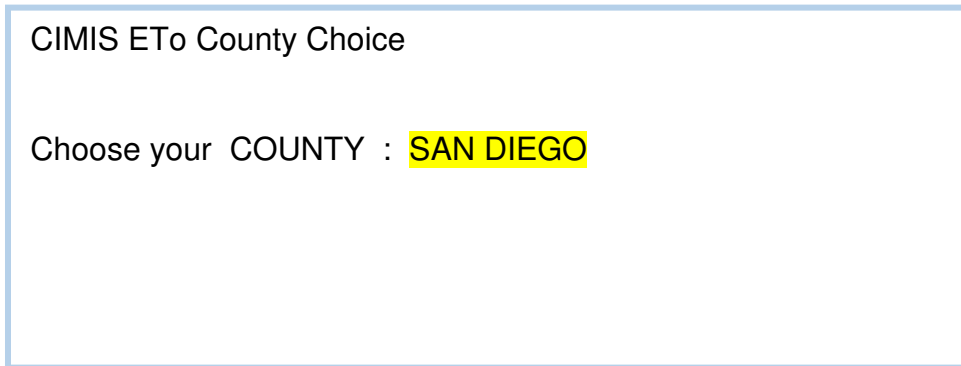 CIMIS ETo County Choice
Choose your COUNTY : SAN DIEGO